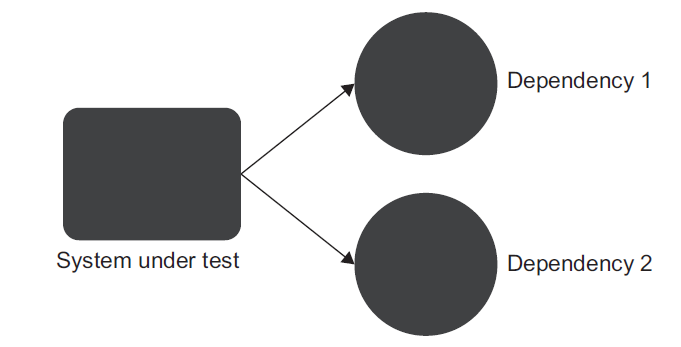 Dependency 1
System under test
Dependency 2